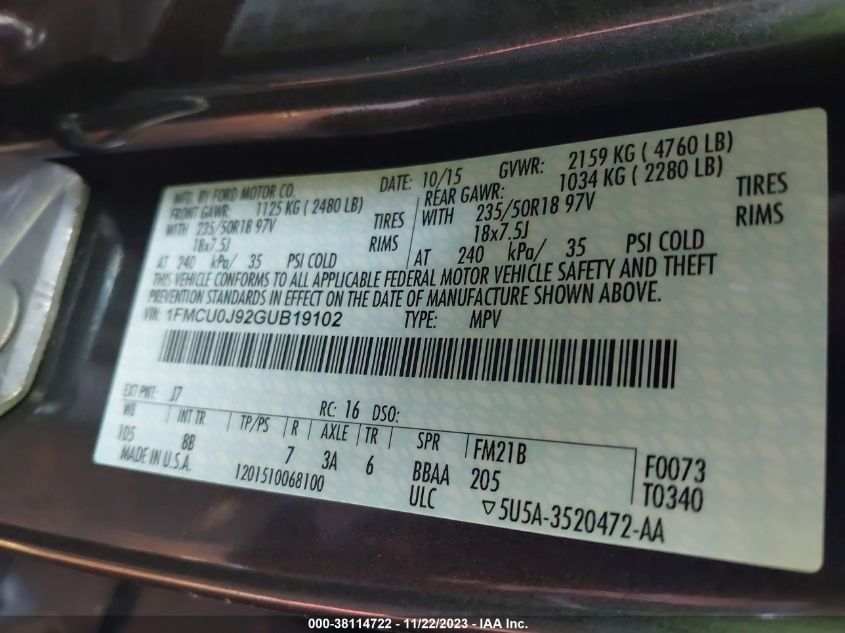 MFD. BY FORD MOTOR CO. DATE: 10/15 GVWR: 2159 KG ( 4760 LB)
FRONT GAWR: 1125 KG ( 2480 LB) REAR GAWR: 1034 KG ( 2280 LB)
WITH 235/50R18 97V TIRES WITH 235/50R18 97V TIRES
18x7.5J RIMS 18x7.5J RIMS
AT 240 kPa/ 35 PSI COLD AT 240 kPa/ 35 PSI COLD
THIS VEHICLE CONFORMS TO ALL APPLICABLE FEDERAL MOTOR VEHICLE SAFETY AND THEFT
PREVENTION STANDARDS IN EFFECT ON THE DATE OF MANUFACTURE SHOWN ABOVE.
VIN: 1FMCU0J92GUB19102 TYPE: MPV
EXT PNT: J7 RC: 16 DSO:
WB INT TR TP/PS R AXLE TR SPR FM21B F0073
105 8B 7 3A 6 BBAA 205 T0340
MADE IN U.S.A. 1201510068100 ULC ▽5U5A-3520472-AA
000-38114722 - 11/22/2023 - IAA Inc.